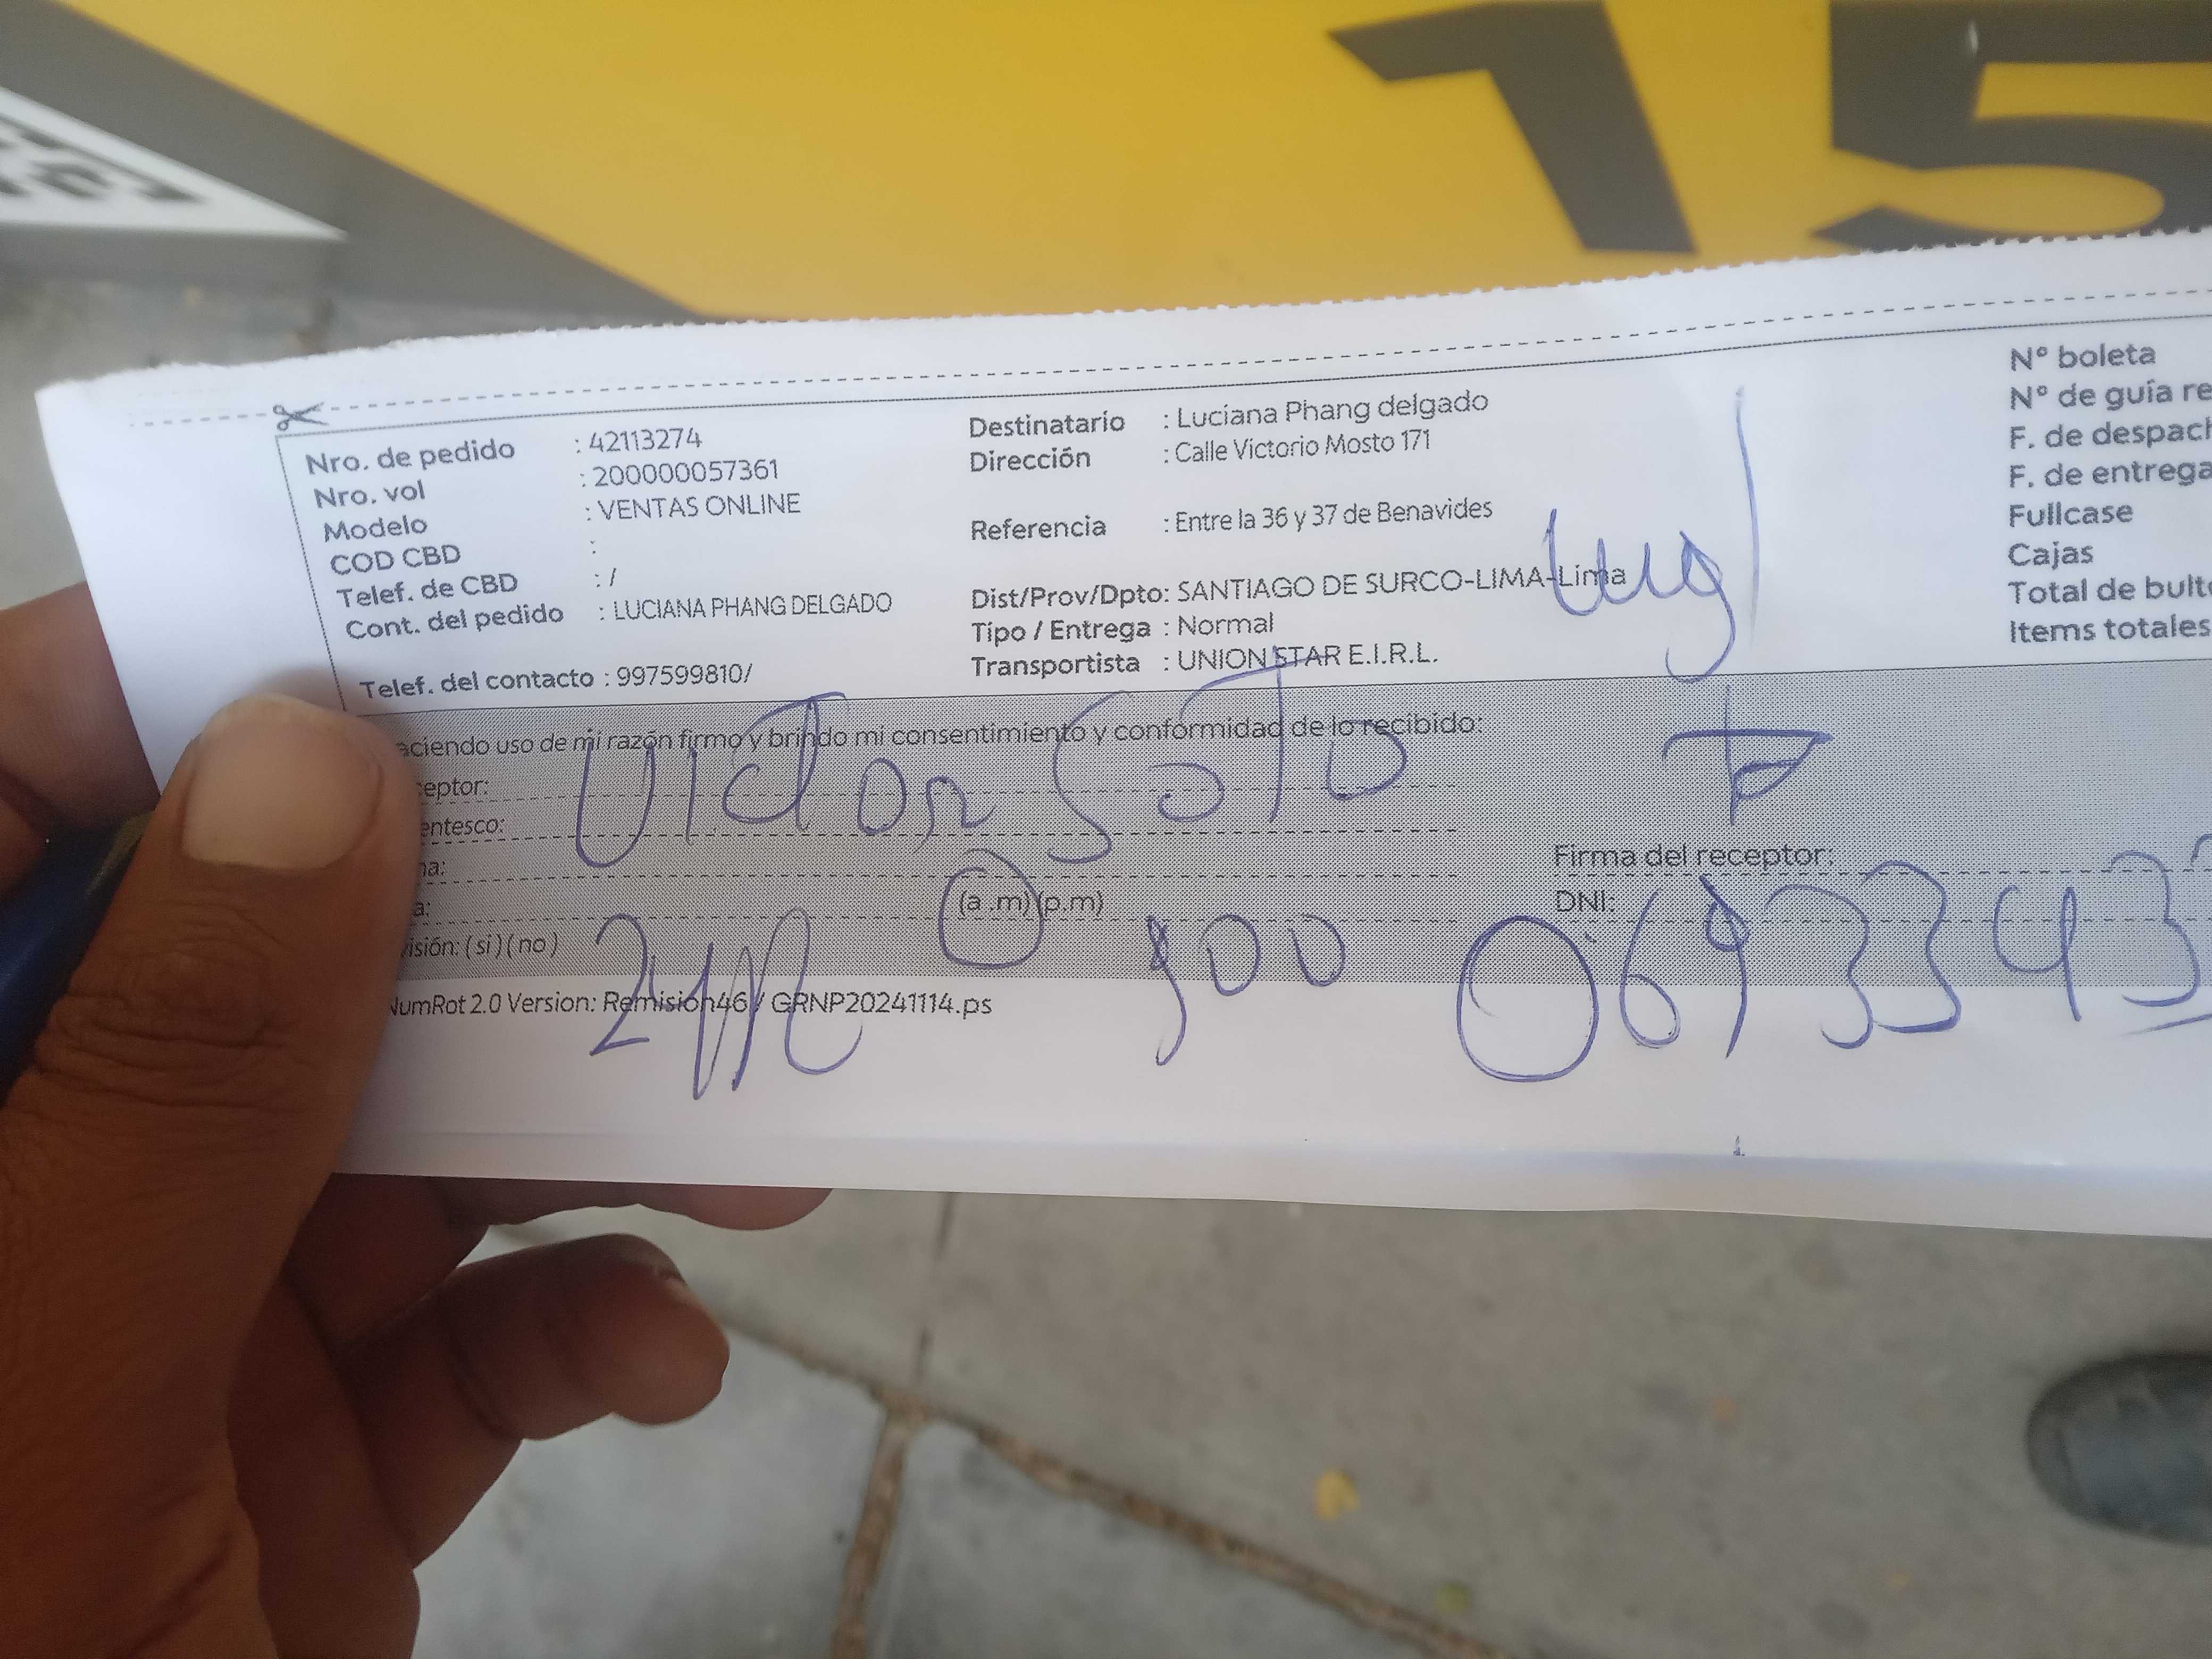 15
Nro. de pedido : 42113274
Nro. vol : 200000057361
Modelo : VENTAS ONLINE
COD CBD :
Telef. de CBD : /
Cont. del pedido : LUCIANA PHANG DELGADO
Telef. del contacto : 997599810/
Destinatario : Luciana Phang delgado
Dirección : Calle Victorio Mosto 171
Referencia : Entre la 36 y 37 de Benavides
Dist/Prov/Dpto: SANTIAGO DE SURCO-LIMA-Lima
Tipo / Entrega : Normal
Transportista : UNION STAR E.I.R.L.
N° boleta
N° de guía re
F. de despach
F. de entrega
Fullcase
Cajas
Total de bulto
Items totales
aciendo uso de mi razón firmo y brindo mi consentimiento y conformidad de lo recibido:
ceptor: Victor Soto
entesco:
na:
a: (a .m)(p.m)
visión: (si)(no)
Firma del receptor:
DNI:
NumRot 2.0 Version: Remision46 / GRNP20241114.ps